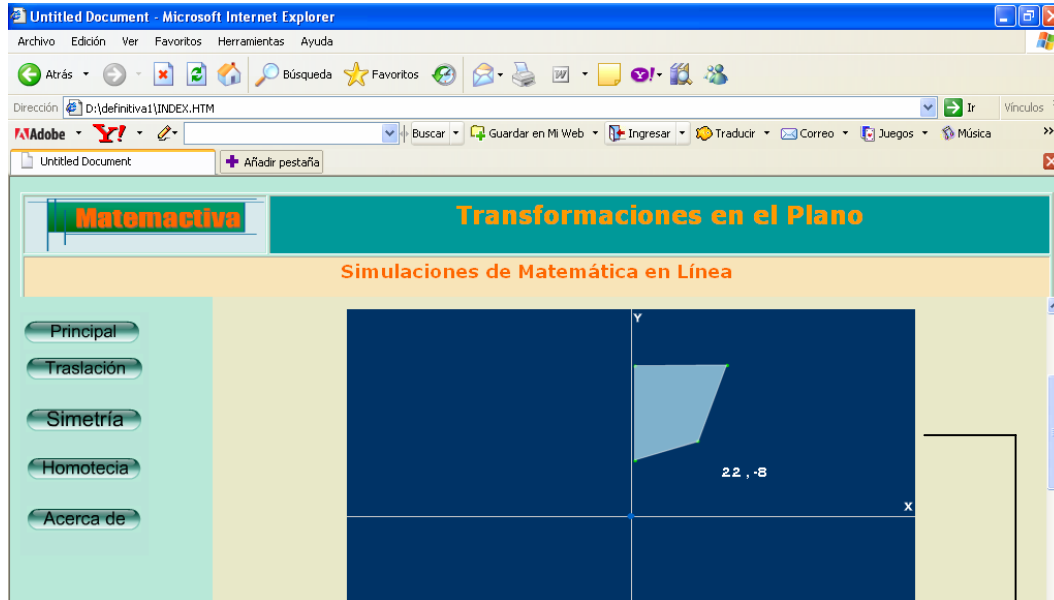 Untitled Document - Microsoft Internet Explorer
Archivo Edición Ver Favoritos Herramientas Ayuda
Atrás Búsqueda Favoritos
Dirección D:\definitiva1\INDEX.HTM Ir Vínculos
Adobe Y! Buscar Guardar en Mi Web Ingresar Traducir Correo Juegos Música »
Untitled Document Añadir pestaña
Matemactiva Transformaciones en el Plano
Simulaciones de Matemática en Línea
Y
Principal
Traslación
Simetría
Homotecia
22 , -8
X
Acerca de